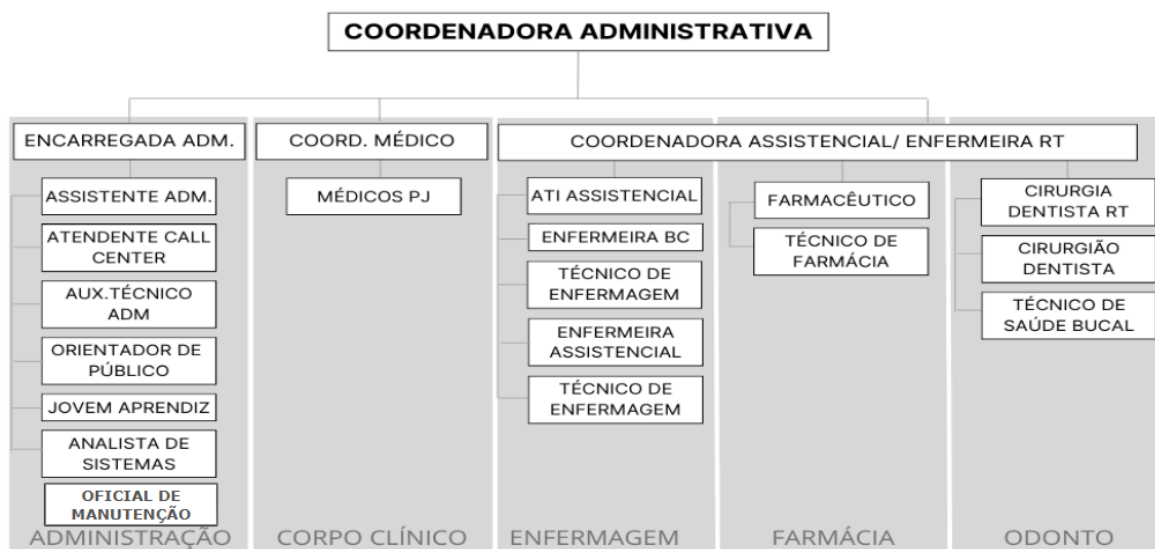 COORDENADORA ADMINISTRATIVA
ENCARREGADA ADM.
ASSISTENTE ADM.
ATENDENTE CALL
CENTER
AUX.TÉCNICO
ADM
ORIENTADOR DE
PÚBLICO
JOVEM APRENDIZ
ANALISTA DE
SISTEMAS
OFICIAL DE
MANUTENÇÃO
ADMINISTRAÇÃO
COORD. MÉDICO
MÉDICOS PJ
CORPO CLÍNICO
COORDENADORA ASSISTENCIAL/ ENFERMEIRA RT
ATI ASSISTENCIAL
ENFERMEIRA BC
TÉCNICO DE
ENFERMAGEM
ENFERMEIRA
ASSISTENCIAL
TÉCNICO DE
ENFERMAGEM
ENFERMAGEM
FARMACÊUTICO
TÉCNICO DE
FARMÁCIA
FARMÁCIA
CIRURGIA
DENTISTA RT
CIRURGIÃO
DENTISTA
TÉCNICO DE
SAÚDE BUCAL
ODONTO